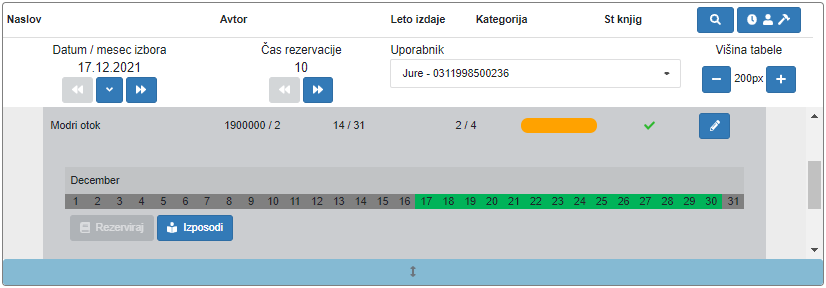 Naslov Avtor Leto izdaje Kategorija St knjig
Datum / mesec izbora Čas rezervacije Uporabnik Višina tabele
17.12.2021 10 Jure - 0311998500236 200px
Modri otok 1900000 / 2 14 / 31 2 / 4
December
1 2 3 4 5 6 7 8 9 10 11 12 13 14 15 16 17 18 19 20 21 22 23 24 25 26 27 28 29 30 31
Rezerviraj Izposodi